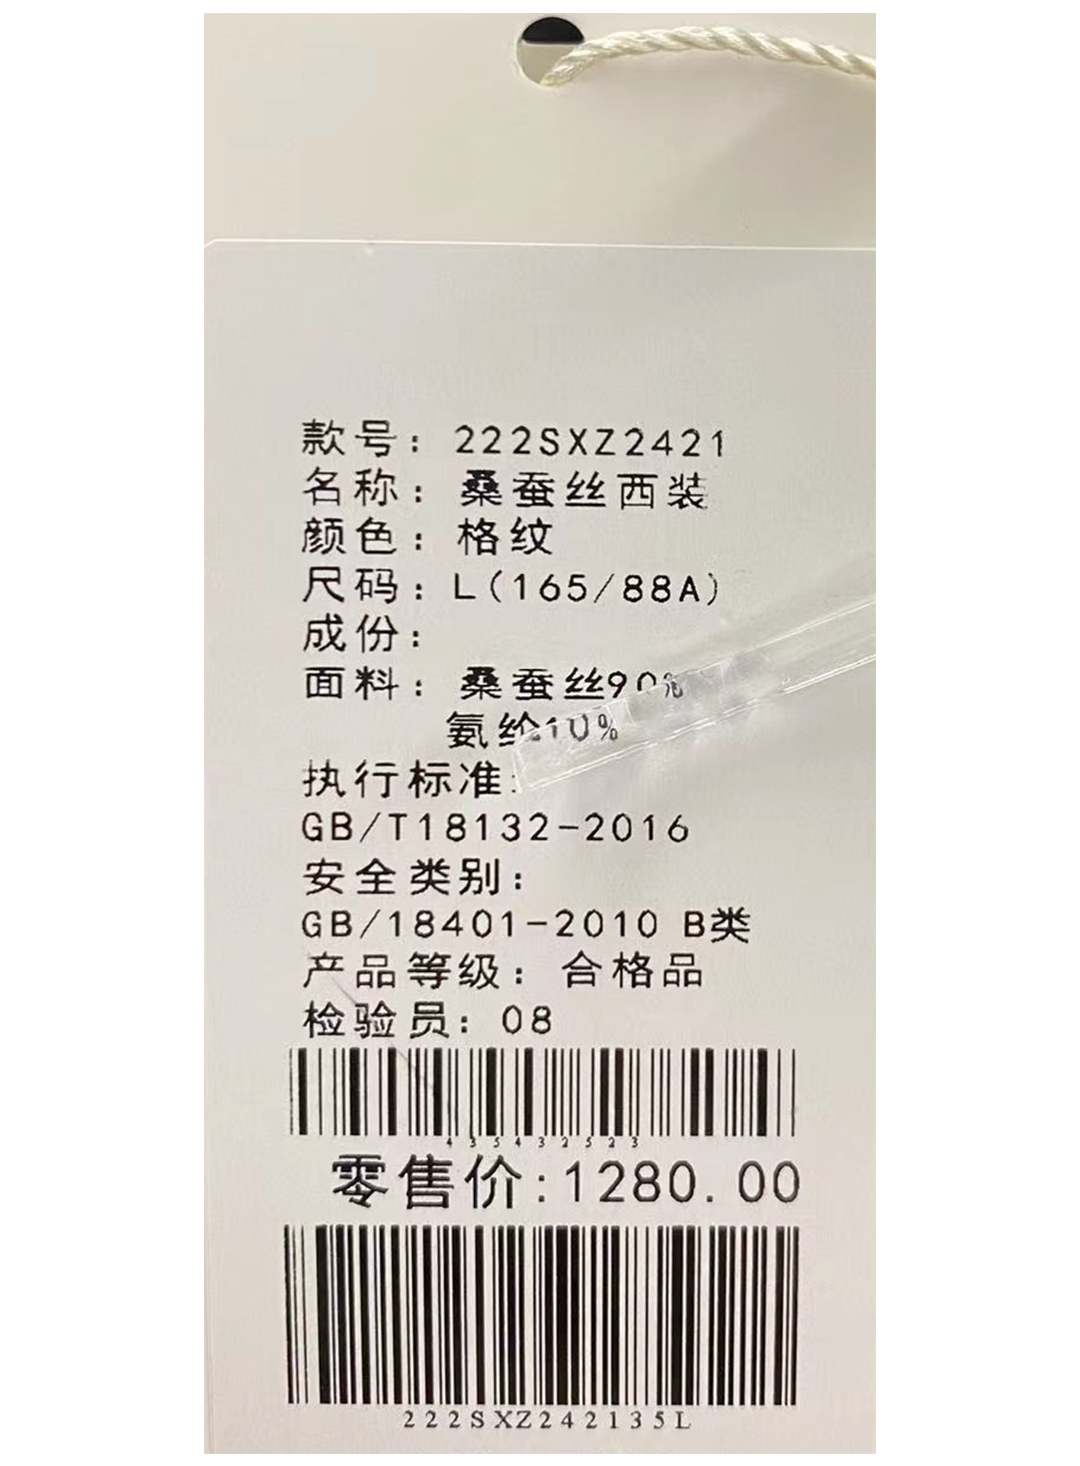 款号：222SXZ2421
名称：桑蚕丝西装
颜色：格纹
尺码：L(165/88A)
成份：
面料：桑蚕丝90%
氨纶10%
执行标准：
GB/T18132-2016
安全类别：
GB/18401-2010 B类
产品等级：合格品
检验员：08
435432523
零售价:1280.00
222SXZ242135L